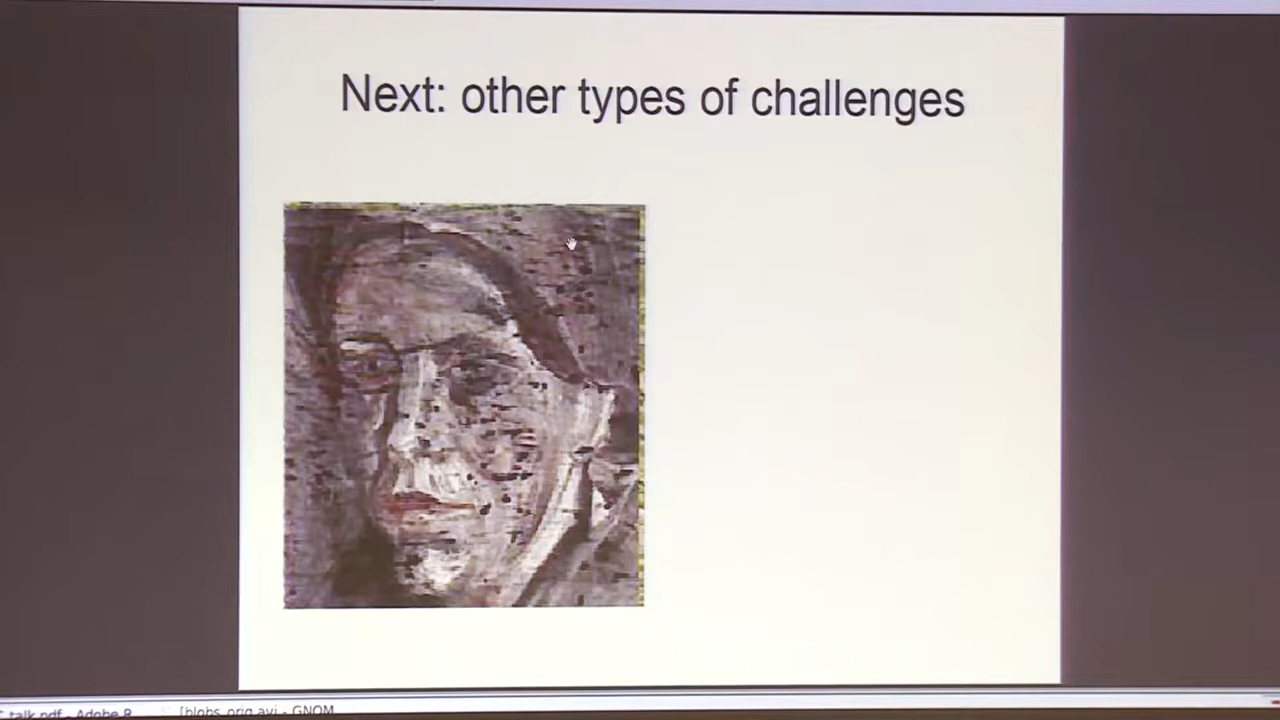 Next: other types of challenges
talk.pdf - Adobe R
[blobs_orig.avi - GNOM